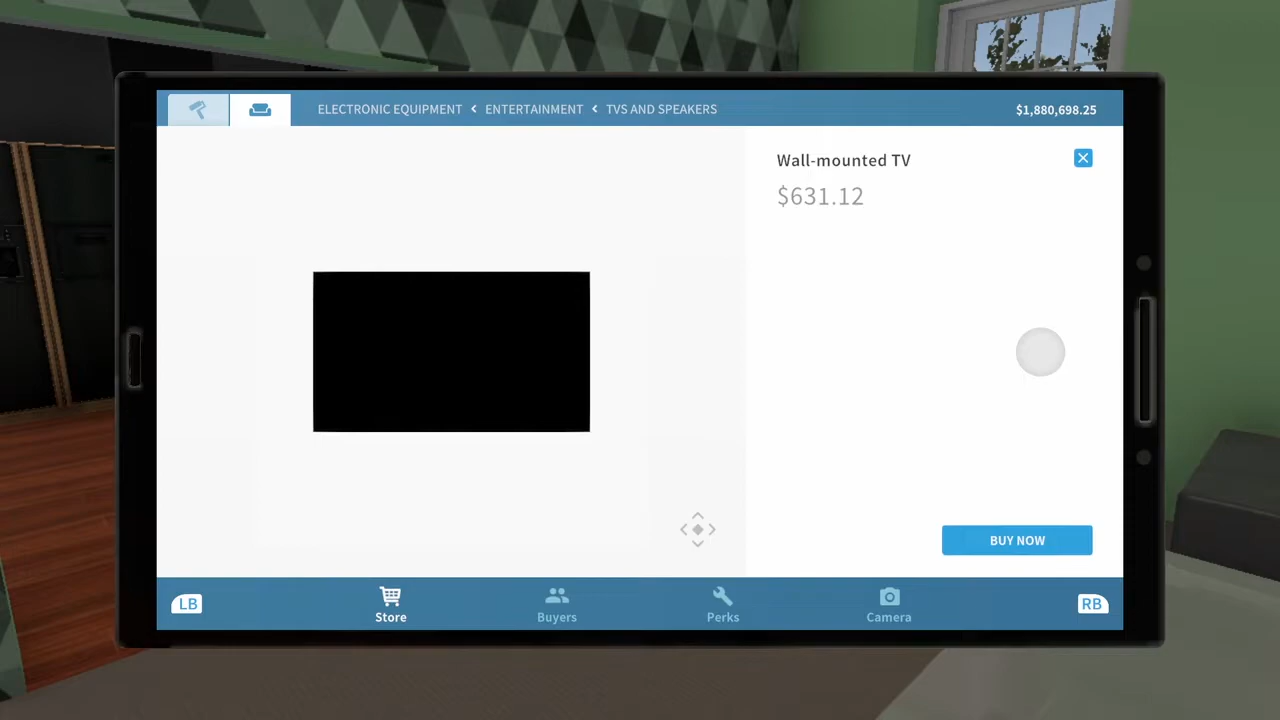 ELECTRONIC EQUIPMENT < ENTERTAINMENT < TVS AND SPEAKERS $1,880,698.25
Wall-mounted TV
$631.12
BUY NOW
LB Store Buyers Perks Camera RB